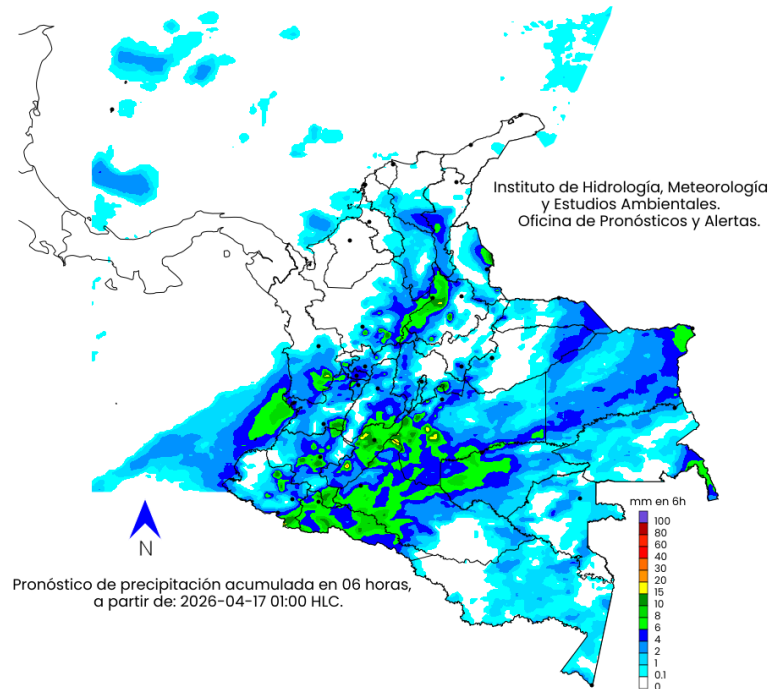 Instituto de Hidrología, Meteorología
y Estudios Ambientales.
Oficina de Pronósticos y Alertas.
mm en 6h
100
80
60
40
30
20
15
10
8
6
4
2
1
0.1
0
N
Pronóstico de precipitación acumulada en 06 horas,
a partir de: 2026-04-17 01:00 HLC.